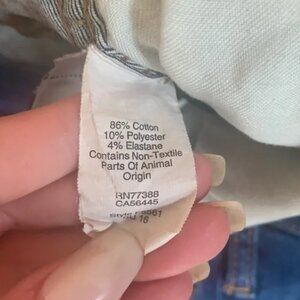 86% Cotton
10% Polyester
4% Elastane
Contains Non-Textile
Parts Of Animal
Origin
RN77388
CA56445